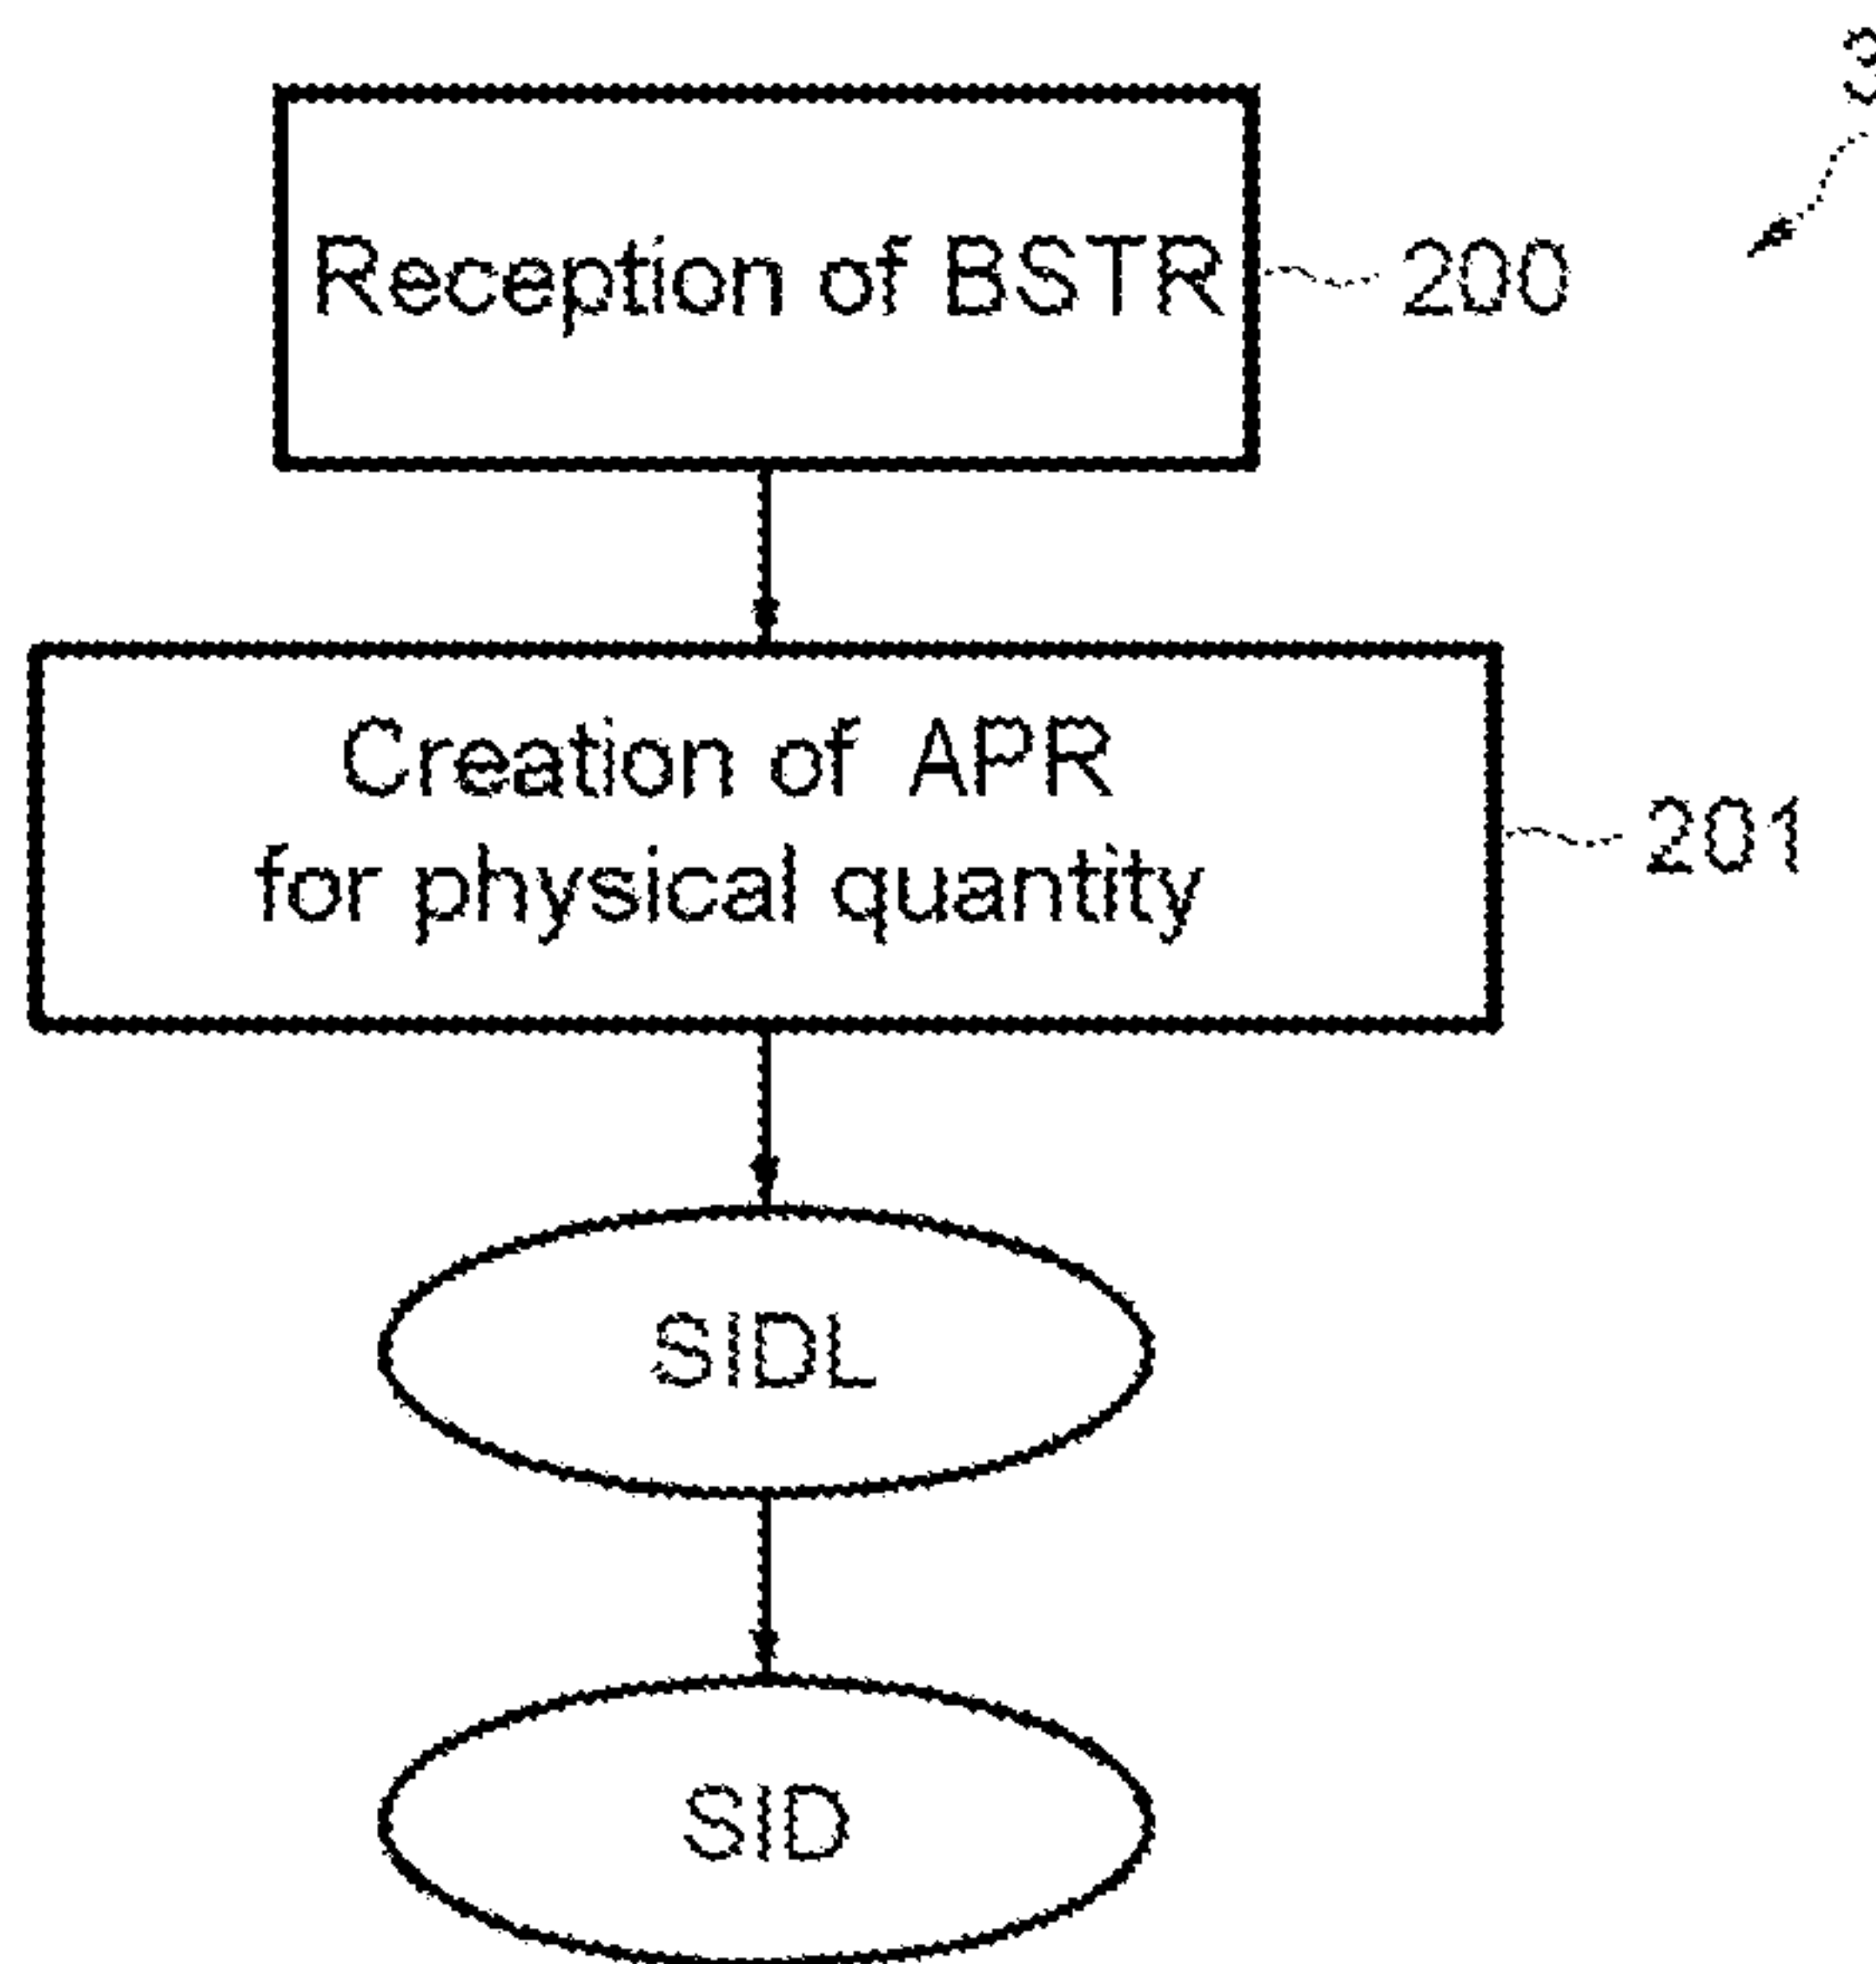 Reception of BSTR
200
Creation of APR
for physical quantity
201
SIDL
SID